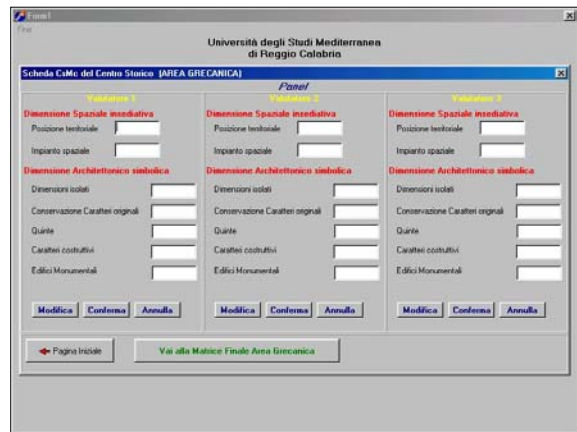 Form1
Fine
Università degli Studi Mediterranea
di Reggio Calabria
Scheda CsMc del Centro Storico (AREA GRECANICA)
Panel
Valutatore 1
Valutatore 2
Valutatore 3
Dimensione Spaziale insediativa
Dimensione Spaziale insediativa
Dimensione Spaziale insediativa
Posizione territoriale
Posizione territoriale
Posizione territoriale
Impianto spaziale
Impianto spaziale
Impianto spaziale
Dimensione Architettonico simbolica
Dimensione Architettonico simbolica
Dimensione Architettonico simbolica
Dimensioni isolati
Dimensioni isolati
Dimensioni isolati
Conservazione Caratteri originali
Conservazione Caratteri originali
Conservazione Caratteri originali
Quinte
Quinte
Quinte
Caratteri costruttivi
Caratteri costruttivi
Caratteri costruttivi
Edifici Monumentali
Edifici Monumentali
Edifici Monumentali
Modifica Conferma Annulla
Modifica Conferma Annulla
Modifica Conferma Annulla
Pagina Iniziale
Vai alla Matrice Finale Area Grecanica